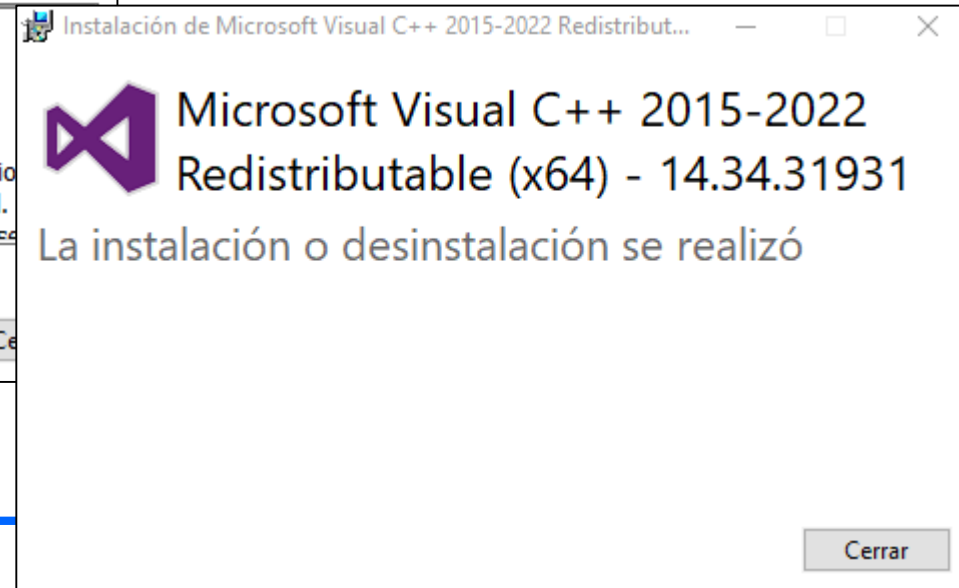 Instalación de Microsoft Visual C++ 2015-2022 Redistribut...
Microsoft Visual C++ 2015-2022
Redistributable (x64) - 14.34.31931
La instalación o desinstalación se realizó
Cerrar